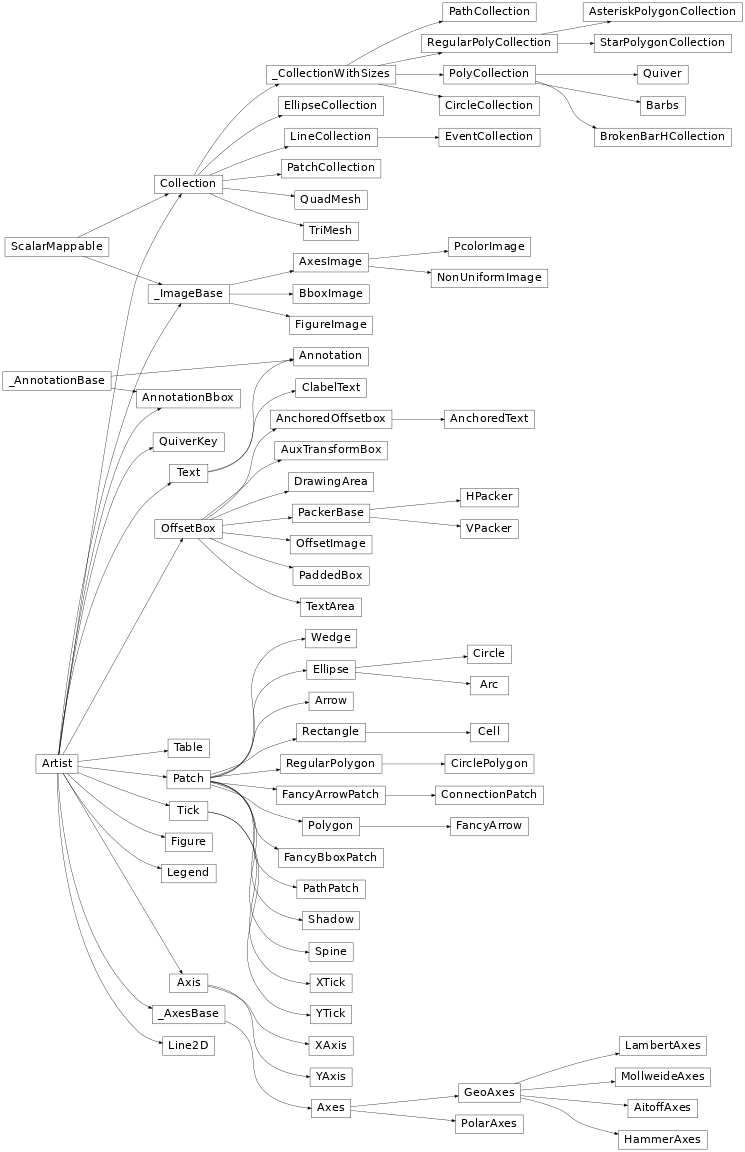 PathCollection
AsteriskPolygonCollection
RegularPolyCollection
StarPolygonCollection
_CollectionWithSizes
PolyCollection
Quiver
EllipseCollection
CircleCollection
Barbs
LineCollection
EventCollection
BrokenBarHCollection
PatchCollection
Collection
QuadMesh
TriMesh
ScalarMappable
PcolorImage
AxesImage
NonUniformImage
_ImageBase
BboxImage
FigureImage
Annotation
_AnnotationBase
ClabelText
AnnotationBbox
AnchoredOffsetbox
AnchoredText
QuiverKey
AuxTransformBox
Text
DrawingArea
HPacker
PackerBase
OffsetBox
VPacker
OffsetImage
PaddedBox
TextArea
Wedge
Circle
Ellipse
Arc
Arrow
Rectangle
Cell
Table
Artist
RegularPolygon
CirclePolygon
Patch
FancyArrowPatch
ConnectionPatch
Tick
Polygon
FancyArrow
Figure
FancyBboxPatch
Legend
PathPatch
Shadow
Spine
Axis
XTick
_AxesBase
YTick
Line2D
XAxis
LambertAxes
YAxis
MollweideAxes
GeoAxes
Axes
AitoffAxes
PolarAxes
HammerAxes